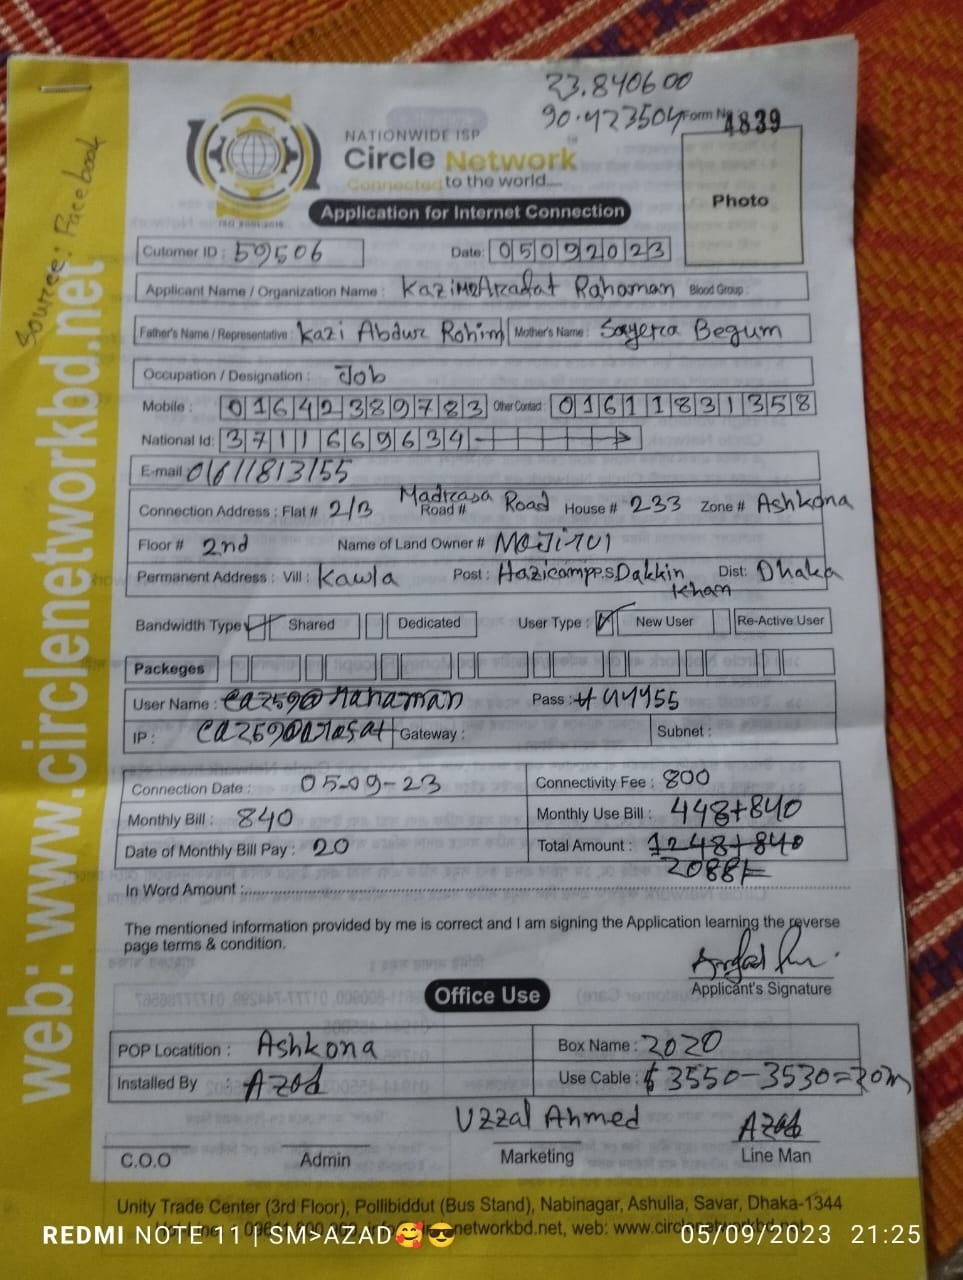 23.840600
90.423504 Form No 4839
NATIONWIDE ISP
Circle Network
Connected to the world....
Photo
Application for Internet Connection
Source: Facebook
web: www.circlenetworkbd.net
Cutomer ID : 59506 Date: 05092023
Applicant Name / Organization Name : Kazi MD Arafat Rahaman Blood Group :
Father's Name / Representative : Kazi Abdur Rohim Mother's Name : Sayera Begum
Occupation / Designation : Job
Mobile : 01642389783 Other Contact : 01611831358
National Id: 3711669634
E-mail 01611813155
Connection Address : Flat # 2/B Road # Madrasa Road House # 233 Zone # Ashkona
Floor # 2nd Name of Land Owner #
Permanent Address : Vill : Kawla Post : Hazicamp Dakkin Khan Dist: Dhaka
Bandwidth Type Shared Dedicated User Type : New User Re-Active User
Packeges
User Name : Pass : # 44455
IP : Gateway : Subnet :
Connection Date : 05-09-23 Connectivity Fee : 800
Monthly Bill : 840 Monthly Use Bill : 448+840
Date of Monthly Bill Pay : 20 Total Amount : 1248+840
2088/=
In Word Amount :
The mentioned information provided by me is correct and I am signing the Application learning the reverse
page terms & condition.
Applicant's Signature
Office Use
POP Locatition : Ashkona Box Name : 2020
Installed By : Azad Use Cable : 3550-3530=20m
Uzzal Ahmed Azad
C.O.O Admin Marketing Line Man
Unity Trade Center (3rd Floor), Pollibiddut (Bus Stand), Nabinagar, Ashulia, Savar, Dhaka-1344
networkbd.net, web: www.circlenetworkbd.net
REDMI NOTE 11 | SM>AZAD🥰😎 05/09/2023 21:25